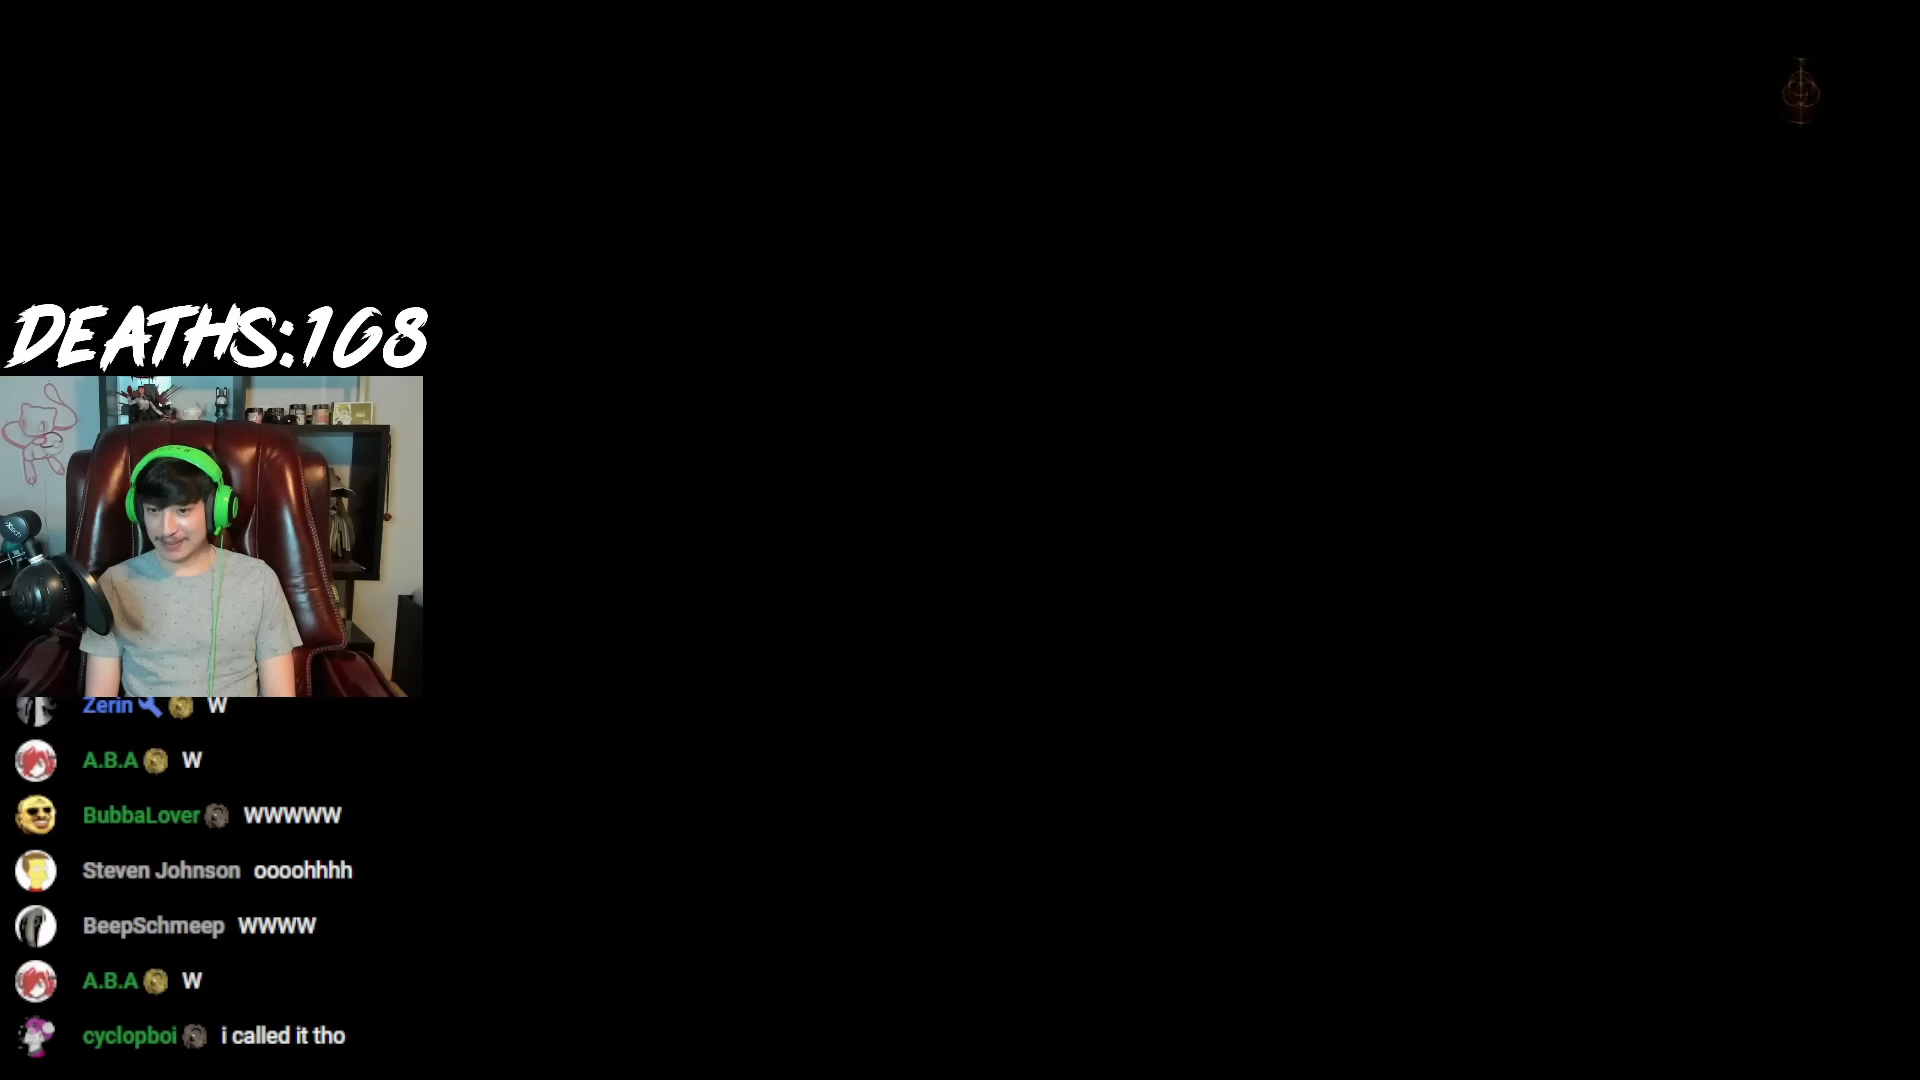 DEATHS:168
Zerin W
A.B.A W
BubbaLover WWWWW
Steven Johnson oooohhhh
BeepSchmeep WWWW
A.B.A W
cyclopboi i called it tho